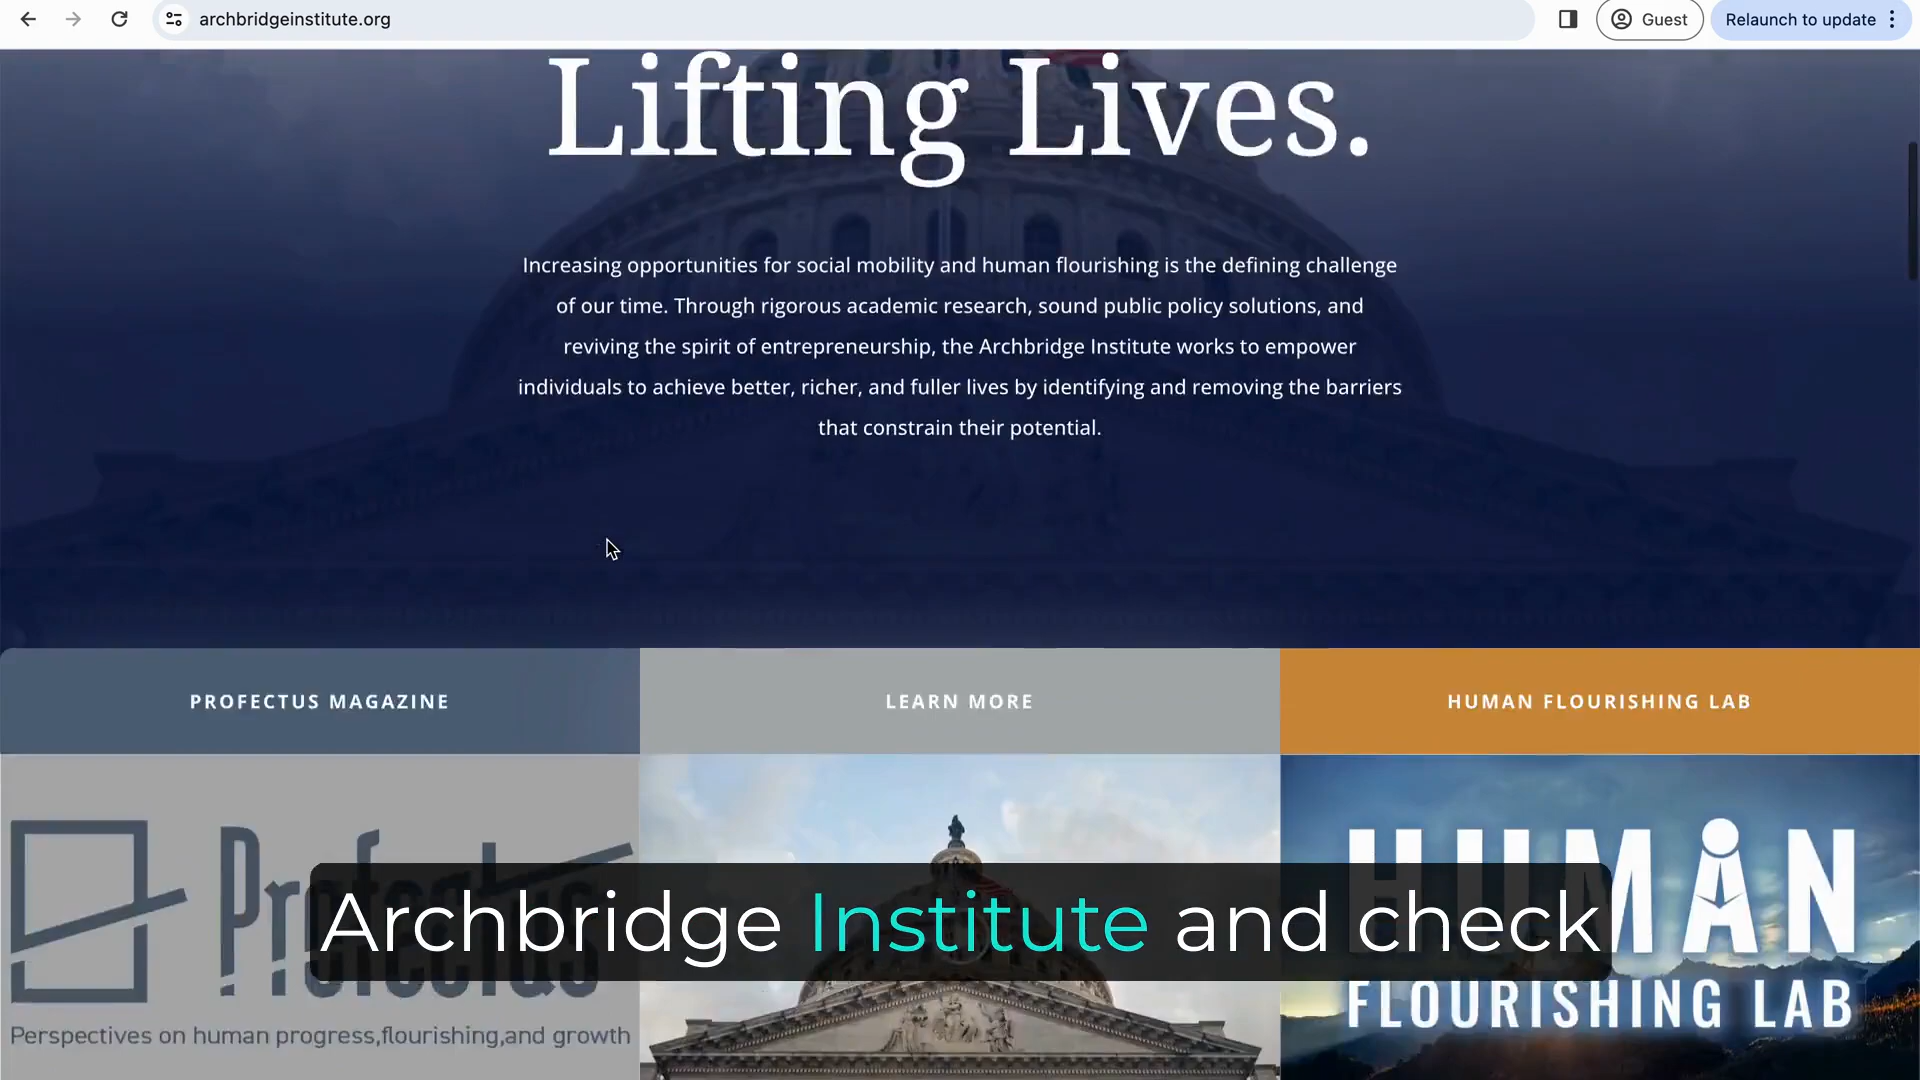 archbridgeinstitute.org
Guest
Relaunch to update
Lifting Lives.
Increasing opportunities for social mobility and human flourishing is the defining challenge
of our time. Through rigorous academic research, sound public policy solutions, and
reviving the spirit of entrepreneurship, the Archbridge Institute works to empower
individuals to achieve better, richer, and fuller lives by identifying and removing the barriers
that constrain their potential.
PROFECTUS MAGAZINE
LEARN MORE
HUMAN FLOURISHING LAB
Profectus
Perspectives on human progress,flourishing,and growth
HUMAN
FLOURISHING LAB
Archbridge Institute and check